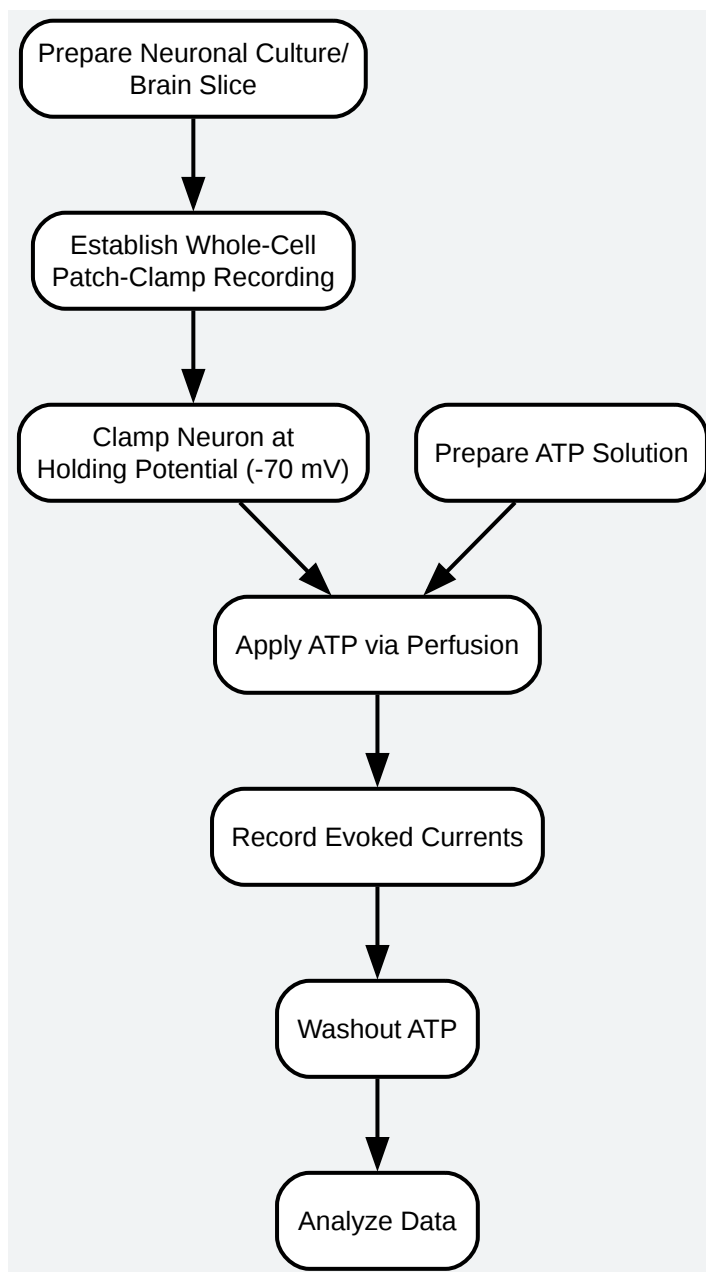 Prepare Neuronal Culture/
Brain Slice
Establish Whole-Cell
Patch-Clamp Recording
Clamp Neuron at
Holding Potential (-70 mV)
Prepare ATP Solution
Apply ATP via Perfusion
Record Evoked Currents
Washout ATP
Analyze Data